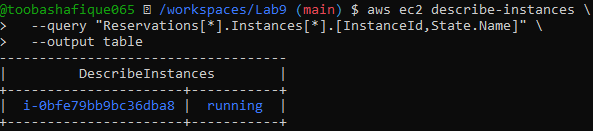 @toobashafique065 /workspaces/Lab9 (main) $ aws ec2 describe-instances \
>   --query "Reservations[*].Instances[*].[InstanceId,State.Name]" \
>   --output table
-----------------------------------
|        DescribeInstances        |
+----------------------+----------+
|  i-0bfe79bb9bc36dba8 |  running |
+----------------------+----------+